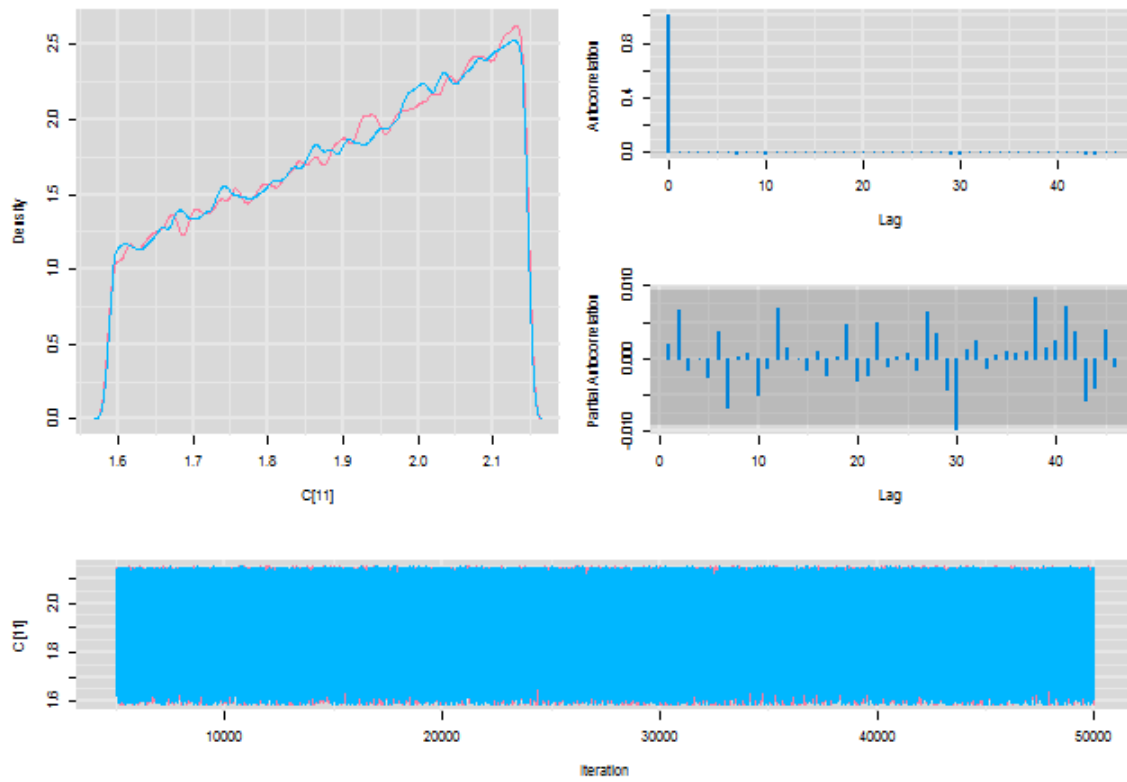 Density
2.5
2.0
1.5
1.0
0.5
0.0
1.6 1.7 1.8 1.9 2.0 2.1
C[11]
Autocorrelation
0.8
0.4
0.0
0 10 20 30 40
Lag
Partial Autocorrelation
0.010
0.000
-0.010
0 10 20 30 40
Lag
C[11]
2.0
1.8
1.6
10000 20000 30000 40000 50000
Iteration